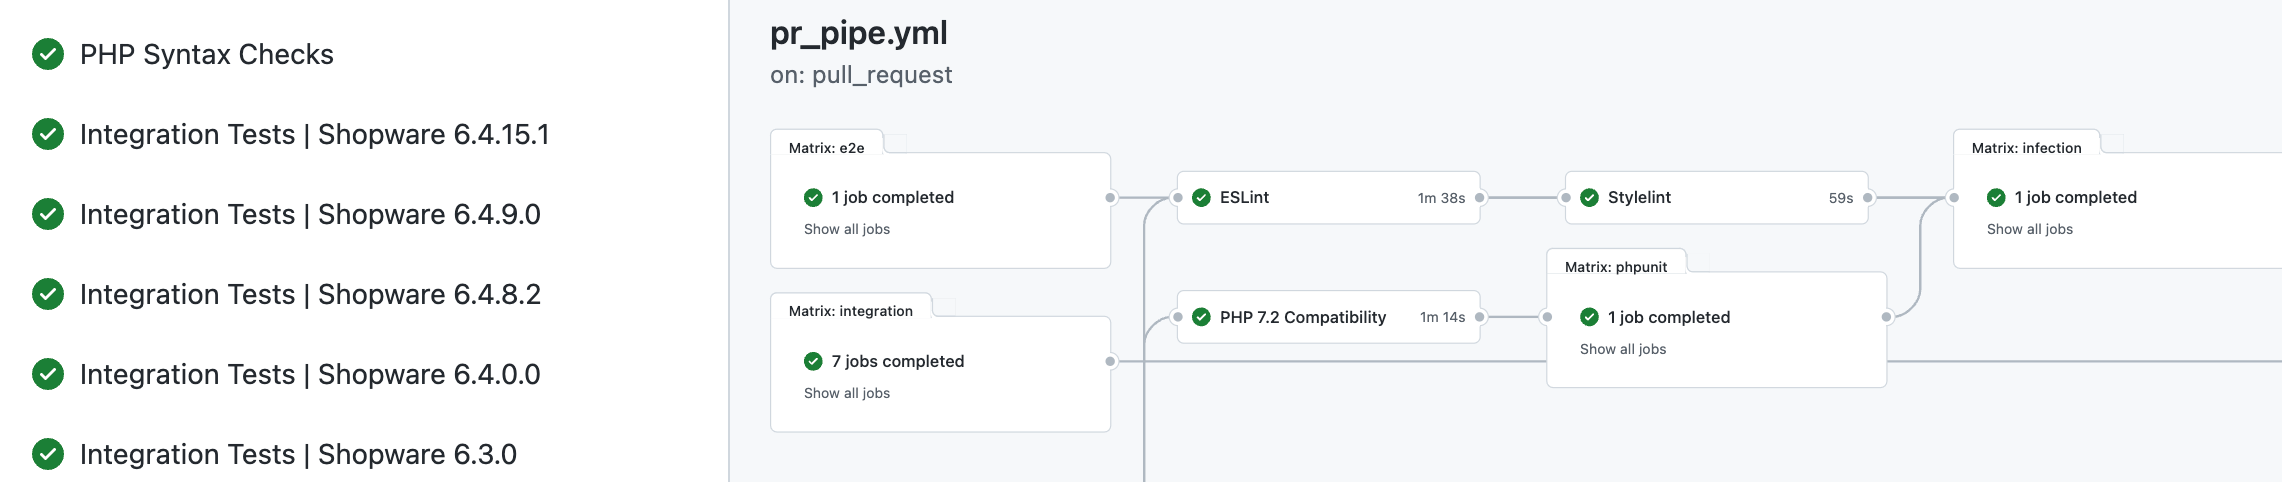 PHP Syntax Checks
Integration Tests | Shopware 6.4.15.1
Integration Tests | Shopware 6.4.9.0
Integration Tests | Shopware 6.4.8.2
Integration Tests | Shopware 6.4.0.0
Integration Tests | Shopware 6.3.0
pr_pipe.yml
on: pull_request
Matrix: e2e
1 job completed
Show all jobs
Matrix: integration
7 jobs completed
Show all jobs
ESLint 1m 38s
PHP 7.2 Compatibility 1m 14s
Stylelint 59s
Matrix: phpunit
1 job completed
Show all jobs
Matrix: infection
1 job completed
Show all jobs